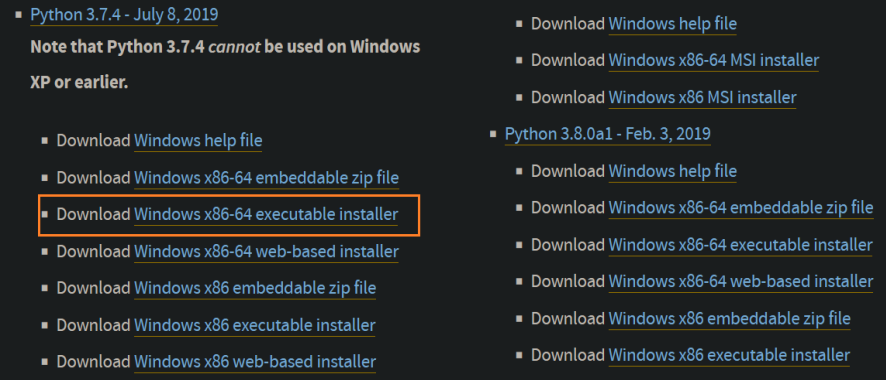 Python 3.7.4 - July 8, 2019
Note that Python 3.7.4 cannot be used on Windows
XP or earlier.
Download Windows help file
Download Windows x86-64 embeddable zip file
Download Windows x86-64 executable installer
Download Windows x86-64 web-based installer
Download Windows x86 embeddable zip file
Download Windows x86 executable installer
Download Windows x86 web-based installer
Download Windows help file
Download Windows x86-64 MSI installer
Download Windows x86 MSI installer
Python 3.8.0a1 - Feb. 3, 2019
Download Windows help file
Download Windows x86-64 embeddable zip file
Download Windows x86-64 executable installer
Download Windows x86-64 web-based installer
Download Windows x86 embeddable zip file
Download Windows x86 executable installer